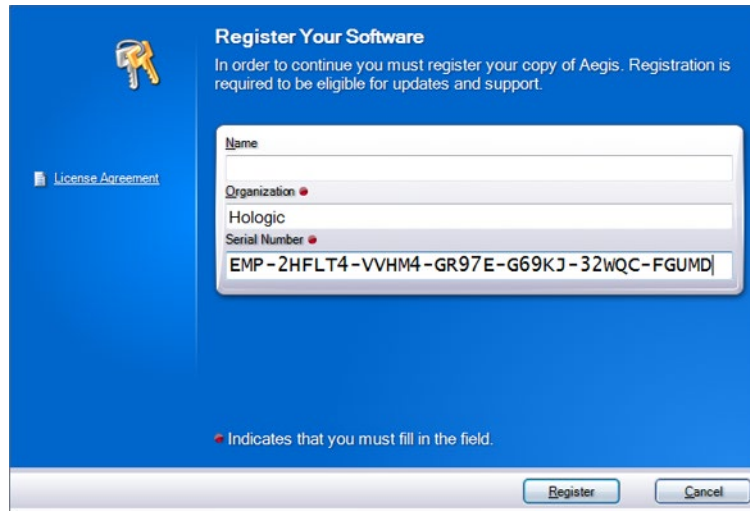 Register Your Software
In order to continue you must register your copy of Aegis. Registration is
required to be eligible for updates and support.
Name
License Agreement
Organization
Hologic
Serial Number
EMP-2HFLT4-VVHM4-GR97E-G69KJ-32WQC-FGUMD
Indicates that you must fill in the field.
Register
Cancel